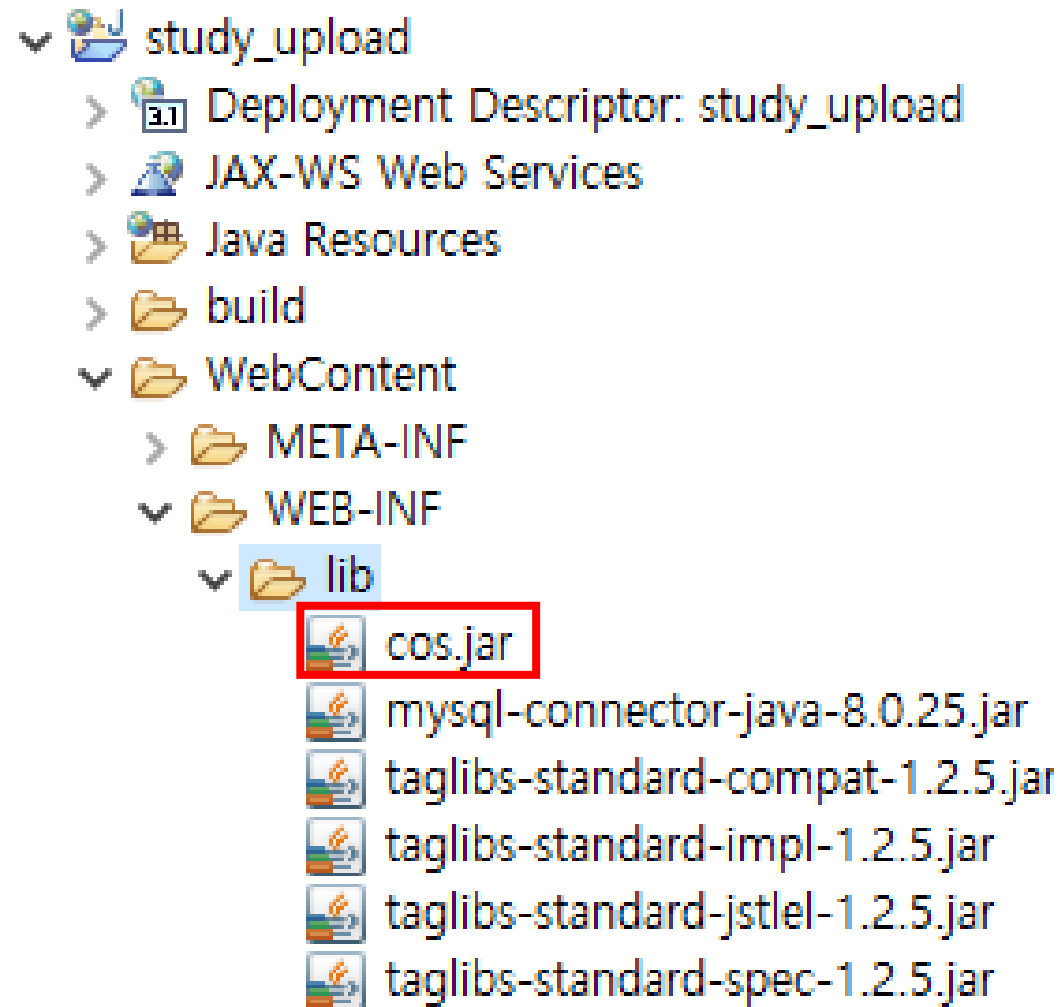 study_upload
3.1 Deployment Descriptor: study_upload
JAX-WS Web Services
Java Resources
build
WebContent
META-INF
WEB-INF
lib
cos.jar
mysql-connector-java-8.0.25.jar
taglibs-standard-compat-1.2.5.jar
taglibs-standard-impl-1.2.5.jar
taglibs-standard-jstlel-1.2.5.jar
taglibs-standard-spec-1.2.5.jar